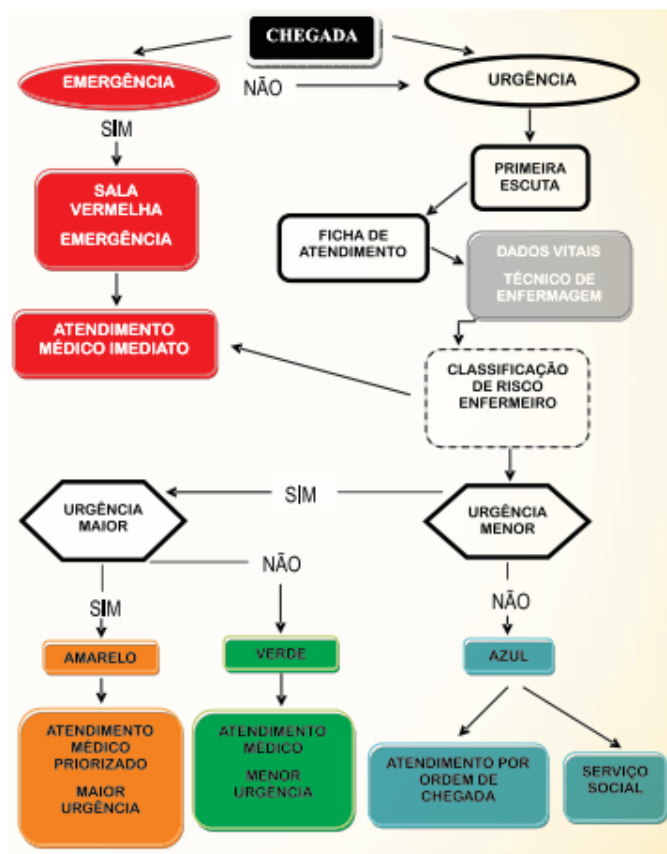 CHEGADA
EMERGÊNCIA
NÃO
URGÊNCIA
SIM
PRIMEIRA
ESCUTA
SALA
VERMELHA
EMERGÊNCIA
FICHA DE
ATENDIMENTO
DADOS VITAIS
TÉCNICO DE
ENFERMAGEM
ATENDIMENTO
MÉDICO IMEDIATO
CLASSIFICAÇÃO
DE RISCO
ENFERMEIRO
URGÊNCIA
MAIOR
SIM
URGÊNCIA
MENOR
SIM
NÃO
NÃO
AMARELO
VERDE
AZUL
ATENDIMENTO
MÉDICO
PRIORIZADO
MAIOR
URGÊNCIA
ATENDIMENTO
MÉDICO
MENOR
URGENCIA
ATENDIMENTO POR
ORDEM DE
CHEGADA
SERVIÇO
SOCIAL